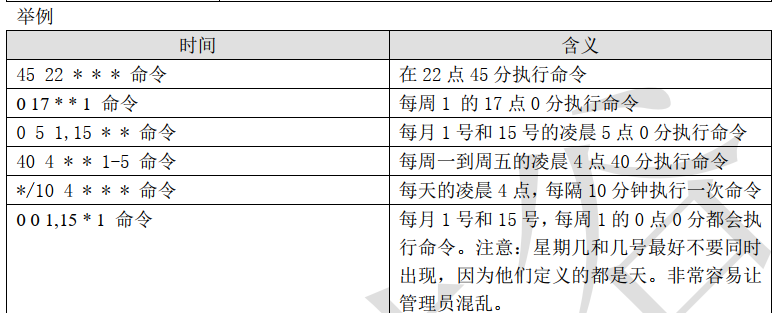 举例
时间 含义
45 22 * * * 命令 在 22 点 45 分执行命令
0 17 * * 1 命令 每周 1 的 17 点 0 分执行命令
0 5 1,15 * * 命令 每月 1 号和 15 号的凌晨 5 点 0 分执行命令
40 4 * * 1-5 命令 每周一到周五的凌晨 4 点 40 分执行命令
*/10 4 * * * 命令 每天的凌晨 4 点，每隔 10 分钟执行一次命令
0 0 1,15 * 1 命令 每月 1 号和 15 号，每周 1 的 0 点 0 分都会执
行命令。注意：星期几和几号最好不要同时
出现，因为他们定义的都是天。非常容易让
管理员混乱。